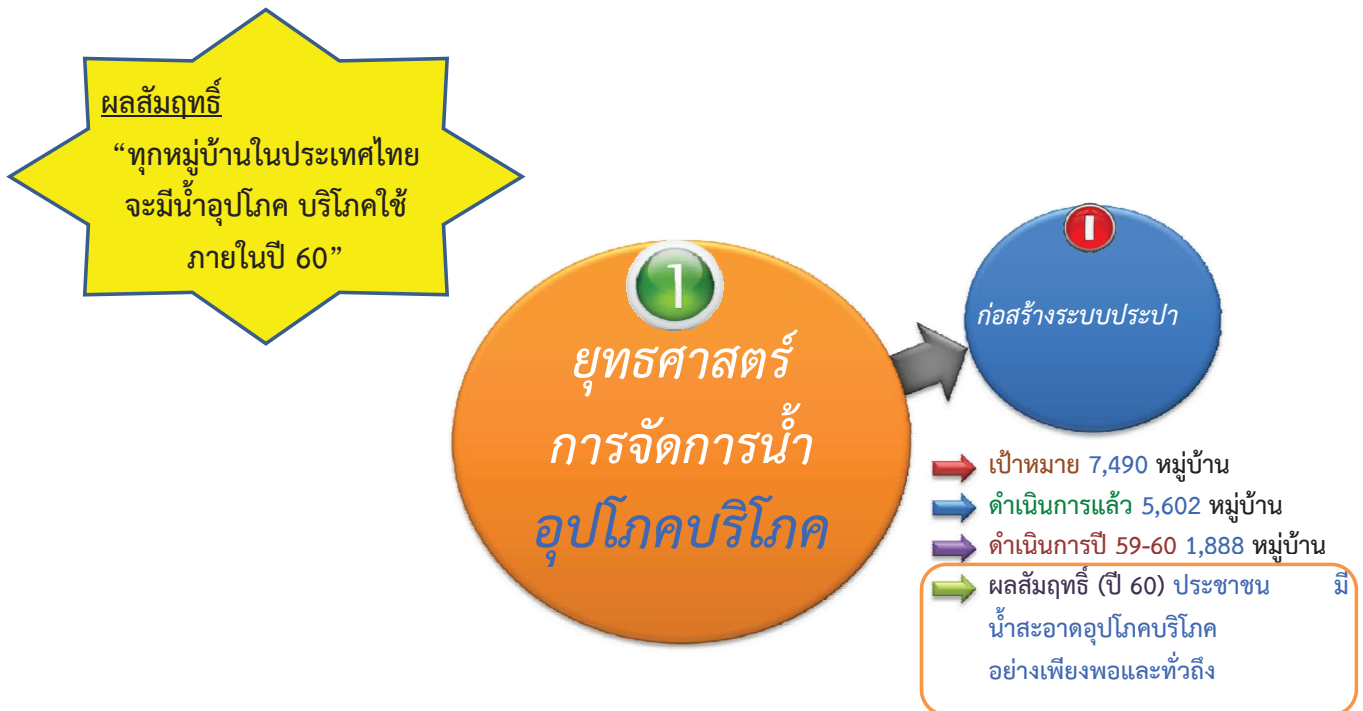 ผลสัมฤทธิ์
“ทุกหมู่บ้านในประเทศไทย
จะมีน้ำอุปโภค บริโภคใช้
ภายในปี 60”
1
ยุทธศาสตร์
การจัดการน้ำ
อุปโภคบริโภค
1
ก่อสร้างระบบประปา
เป้าหมาย 7,490 หมู่บ้าน
ดำเนินการแล้ว 5,602 หมู่บ้าน
ดำเนินการปี 59-60 1,888 หมู่บ้าน
ผลสัมฤทธิ์ (ปี 60) ประชาชน มี
น้ำสะอาดอุปโภคบริโภค
อย่างเพียงพอและทั่วถึง